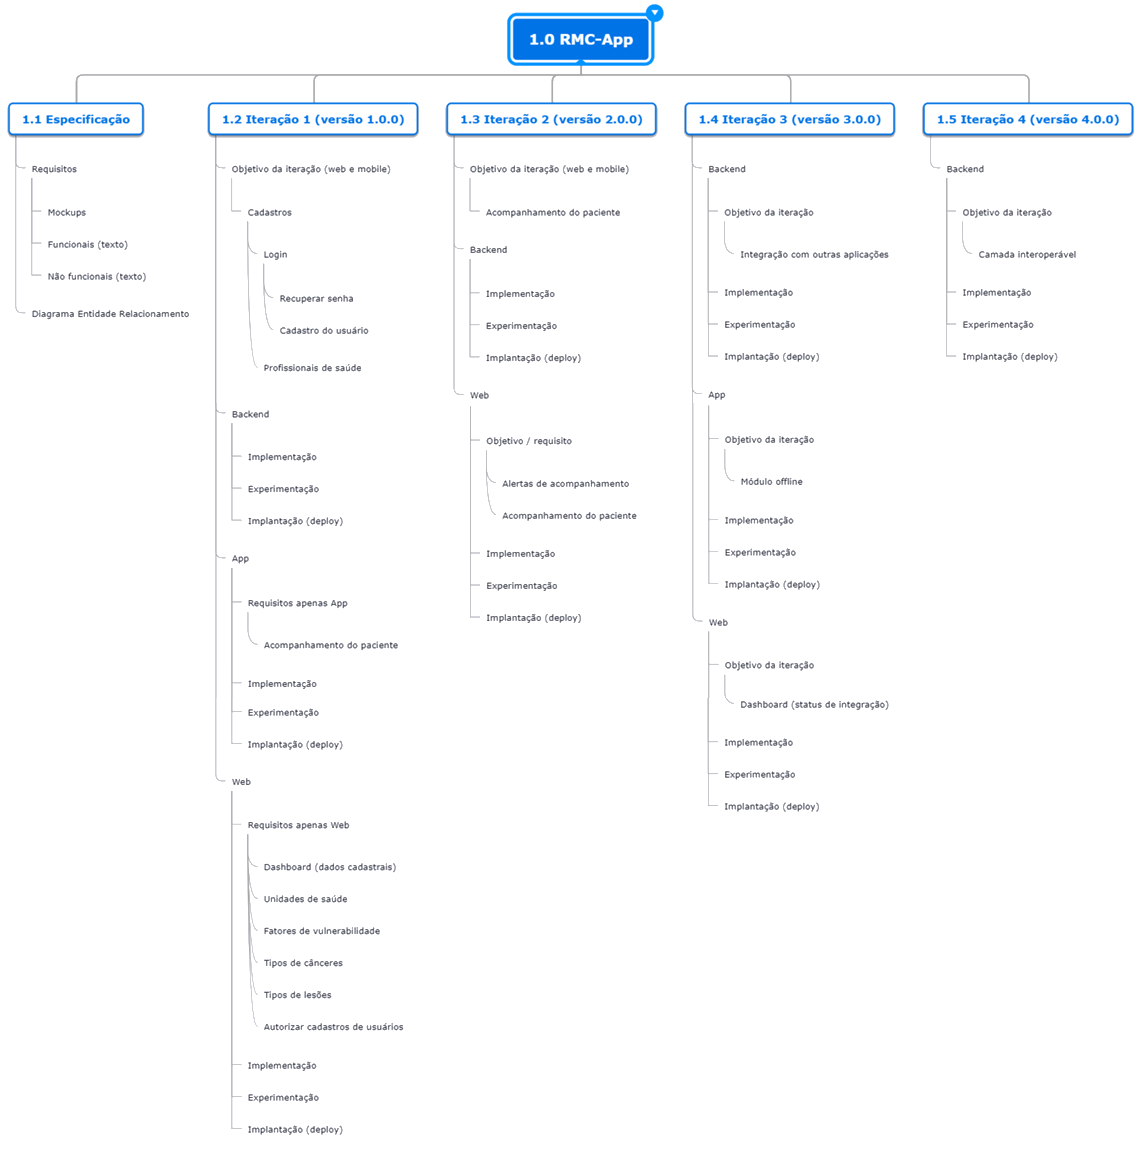 1.0 RMC-App
1.1 Especificação
Requisitos
Mockups
Funcionais (texto)
Não funcionais (texto)
Diagrama Entidade Relacionamento
1.2 Iteração 1 (versão 1.0.0)
Objetivo da iteração (web e mobile)
Cadastros
Login
Recuperar senha
Cadastro do usuário
Profissionais de saúde
Backend
Implementação
Experimentação
Implantação (deploy)
App
Requisitos apenas App
Acompanhamento do paciente
Implementação
Experimentação
Implantação (deploy)
Web
Requisitos apenas Web
Dashboard (dados cadastrais)
Unidades de saúde
Fatores de vulnerabilidade
Tipos de cânceres
Tipos de lesões
Autorizar cadastros de usuários
Implementação
Experimentação
Implantação (deploy)
1.3 Iteração 2 (versão 2.0.0)
Objetivo da iteração (web e mobile)
Acompanhamento do paciente
Backend
Implementação
Experimentação
Implantação (deploy)
Web
Objetivo / requisito
Alertas de acompanhamento
Acompanhamento do paciente
Implementação
Experimentação
Implantação (deploy)
1.4 Iteração 3 (versão 3.0.0)
Backend
Objetivo da iteração
Integração com outras aplicações
Implementação
Experimentação
Implantação (deploy)
App
Objetivo da iteração
Módulo offline
Implementação
Experimentação
Implantação (deploy)
Web
Objetivo da iteração
Dashboard (status de integração)
Implementação
Experimentação
Implantação (deploy)
1.5 Iteração 4 (versão 4.0.0)
Backend
Objetivo da iteração
Camada interoperável
Implementação
Experimentação
Implantação (deploy)